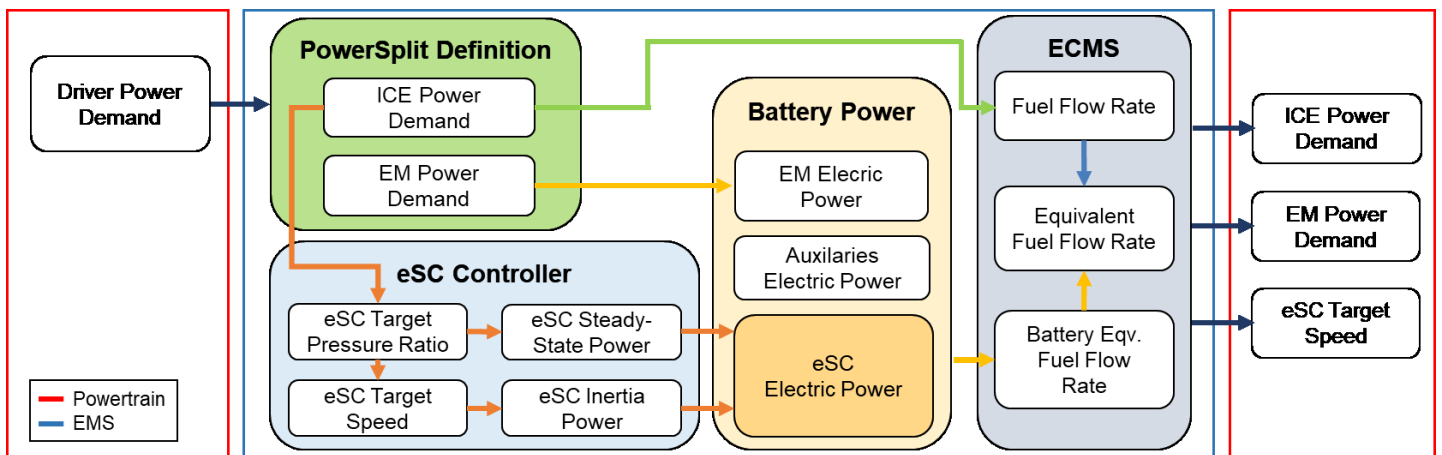 Driver Power
Demand
Powertrain
EMS
PowerSplit Definition
ICE Power
Demand
EM Power
Demand
eSC Controller
eSC Target
Pressure Ratio
eSC Steady-
State Power
eSC Target
Speed
eSC Inertia
Power
Battery Power
EM Elecric
Power
Auxilaries
Electric Power
eSC
Electric Power
ECMS
Fuel Flow Rate
Equivalent
Fuel Flow Rate
Battery Eqv.
Fuel Flow
Rate
ICE Power
Demand
EM Power
Demand
eSC Target
Speed